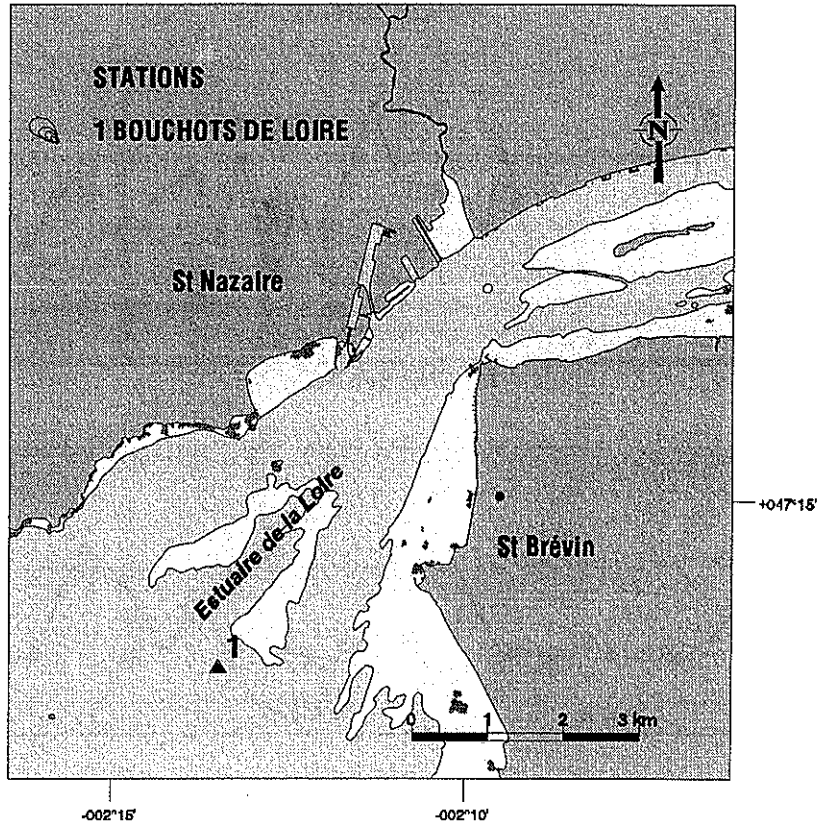 STATIONS
1 BOUCHOTS DE LOIRE
N
St Nazaire
+047°15'
Estuaire de la Loire
St Brévin
1
0 1 2 3 km
-002°15' -002°10'